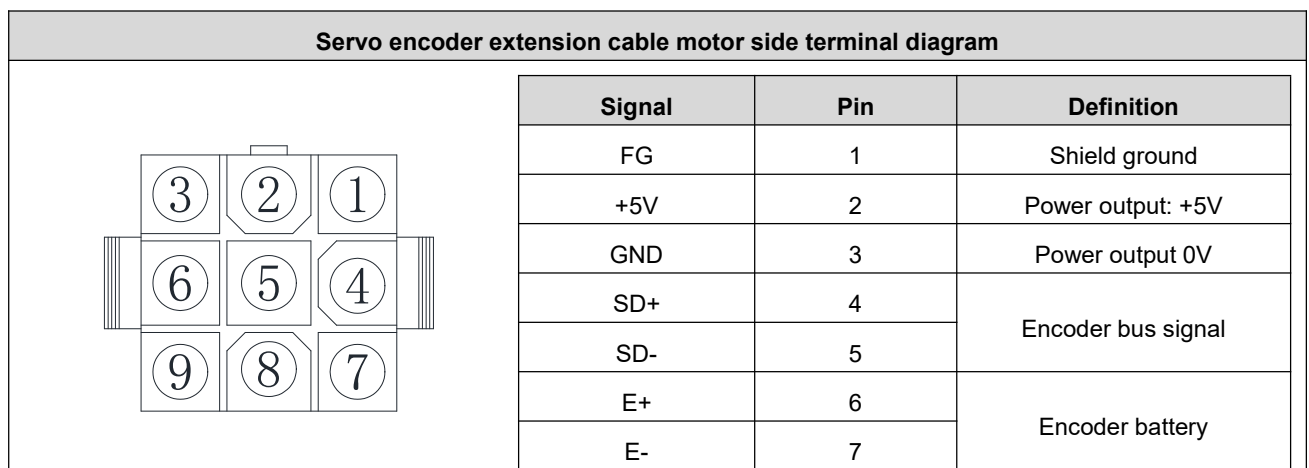 Servo encoder extension cable motor side terminal diagram
3 2 1
6 5 4
9 8 7
Signal Pin Definition
FG 1 Shield ground
+5V 2 Power output: +5V
GND 3 Power output 0V
SD+ 4
Encoder bus signal
SD- 5
E+ 6
Encoder battery
E- 7